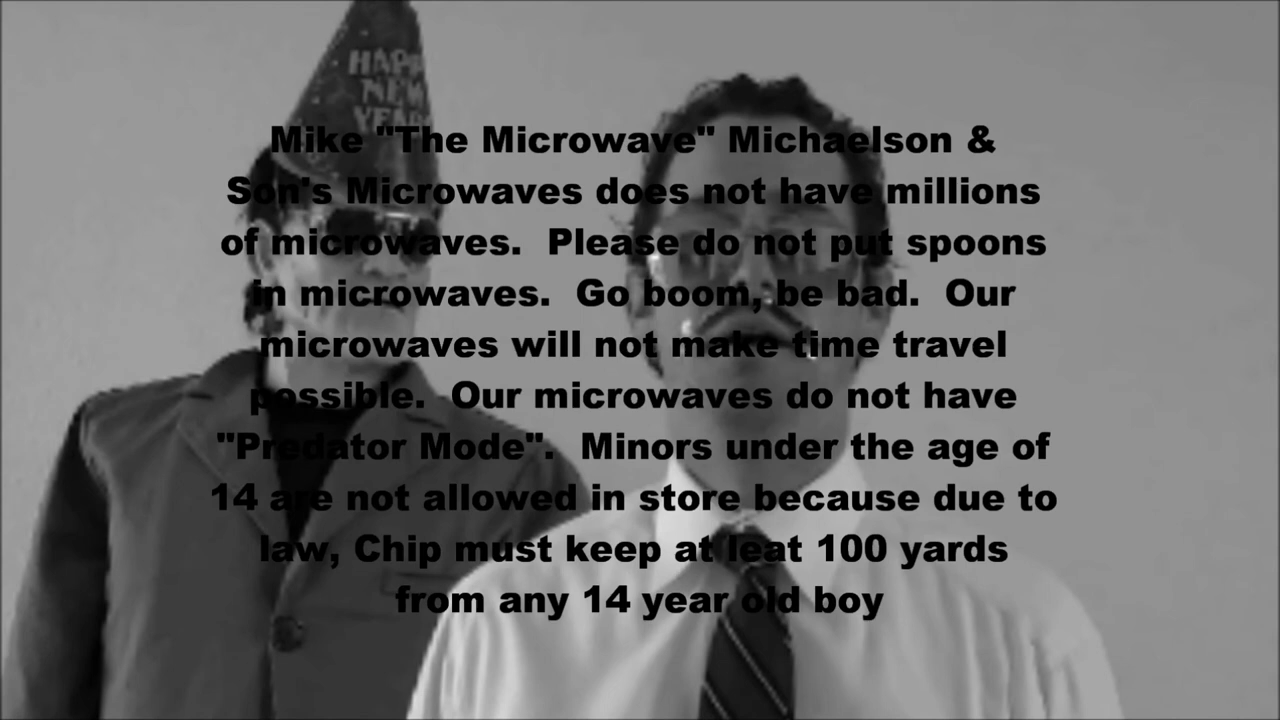 HAPPY
NEW
YEAR
Mike "The Microwave" Michaelson &
Son's Microwaves does not have millions
of microwaves.  Please do not put spoons
in microwaves.  Go boom, be bad.  Our
microwaves will not make time travel
possible.  Our microwaves do not have
"Predator Mode".  Minors under the age of
14 are not allowed in store because due to
law, Chip must keep at leat 100 yards
from any 14 year old boy